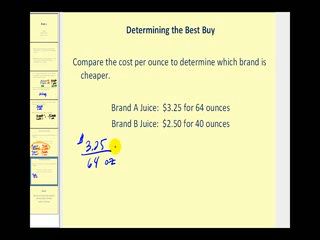 Determining the Best Buy
Compare the cost per ounce to determine which brand is
cheaper.
Brand A Juice: $3.25 for 64 ounces
Brand B Juice: $2.50 for 40 ounces
$3.25
64 oz